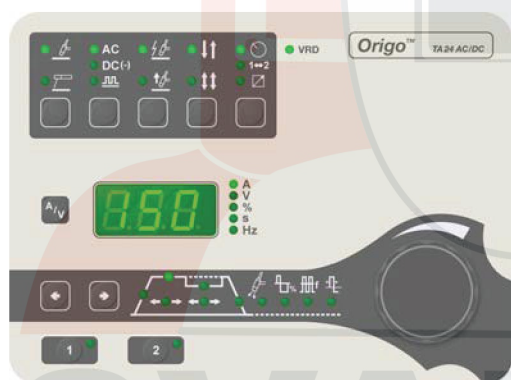 AC
VRD
Origo™ TA24 AC/DC
DC(-)
1↔2
150
A
V
%
s
Hz
A/V
%
f
1
2